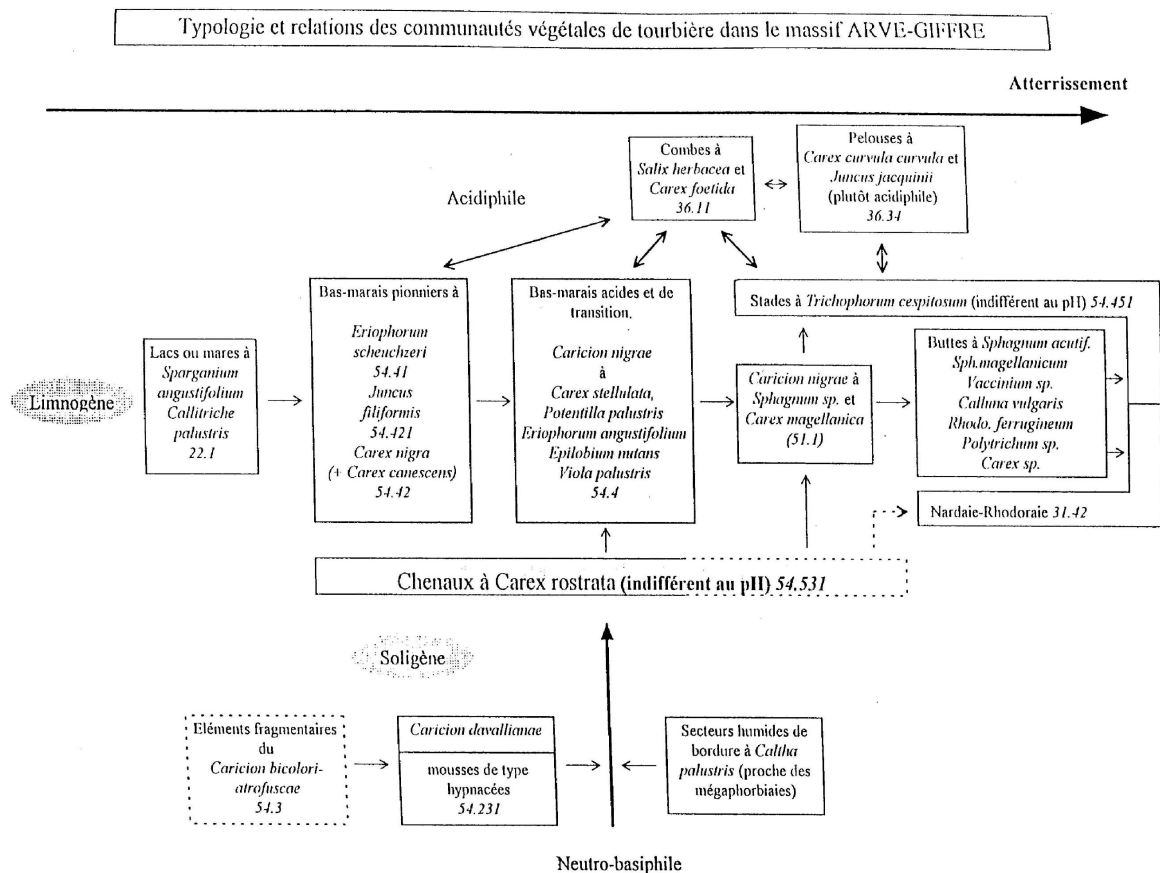 Typologie et relations des communautés végétales de tourbière dans le massif ARVE-GIFFRE
Atterrissement
Combes à
Salix herbacea et
Carex foetida
36.11
Pelouses à
Carex curvula curvula et
Juncus jacquinii
(plutôt acidiphile)
36.34
Acidiphile
Limnogène
Lacs ou mares à
Sparganium
angustifolium
Callitriche
palustris
22.1
Bas-marais pionniers à
Eriophorum
scheuchzeri
54.41
Juncus
filiformis
54.421
Carex nigra
(+ Carex canescens)
54.42
Bas-marais acides et de
transition.
Caricion nigrae
à
Carex stellulata,
Potentilla palustris
Eriophorum angustifolium
Epilobium nutans
Viola palustris
54.4
Stades à Trichophorum cespitosum (indifférent au pH) 54.451
Caricion nigrae à
Sphagnum sp. et
Carex magellanica
(51.1)
Buttes à Sphagnum acutif.
Sph.magellanicum
Vaccinium sp.
Calluna vulgaris
Rhodo. ferrugineum
Polytrichum sp.
Carex sp.
Nardaie-Rhodoraie 31.42
Chenaux à Carex rostrata (indifférent au pH) 54.531
Soligène
Eléments fragmentaires
du
Caricion bicolori-
atrofuscae
54.3
Caricion davallianae
mousses de type
hypnacées
54.231
Secteurs humides de
bordure à Caltha
palustris (proche des
mégaphorbiaies)
Neutro-basiphile